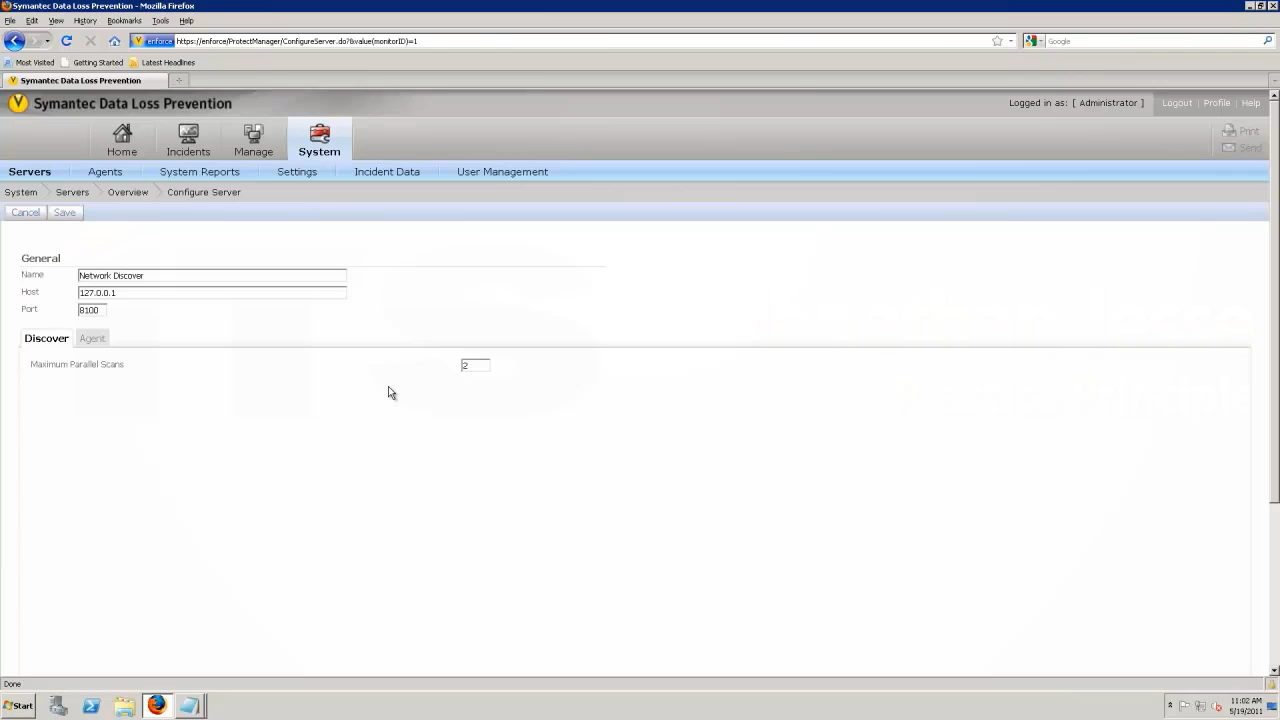 Symantec Data Loss Prevention - Mozilla Firefox
File Edit View History Bookmarks Tools Help
enforce https://enforce/ProtectManager/ConfigureServer.do?&value(monitorID)=1
Google
Most Visited Getting Started Latest Headlines
Symantec Data Loss Prevention
Symantec Data Loss Prevention
Logged in as: [ Administrator ] Logout Profile Help
Home Incidents Manage System
Print
Send
Servers Agents System Reports Settings Incident Data User Management
System Servers Overview Configure Server
Cancel Save
General
Name Network Discover
Host 127.0.0.1
Port 8100
Discover Agent
Maximum Parallel Scans 2
Done
Start
11:02 AM
5/19/2011